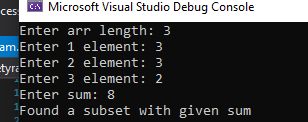 Microsoft Visual Studio Debug Console
Enter arr length: 3
Enter 1 element: 3
Enter 2 element: 3
Enter 3 element: 2
Enter sum: 8
Found a subset with given sum